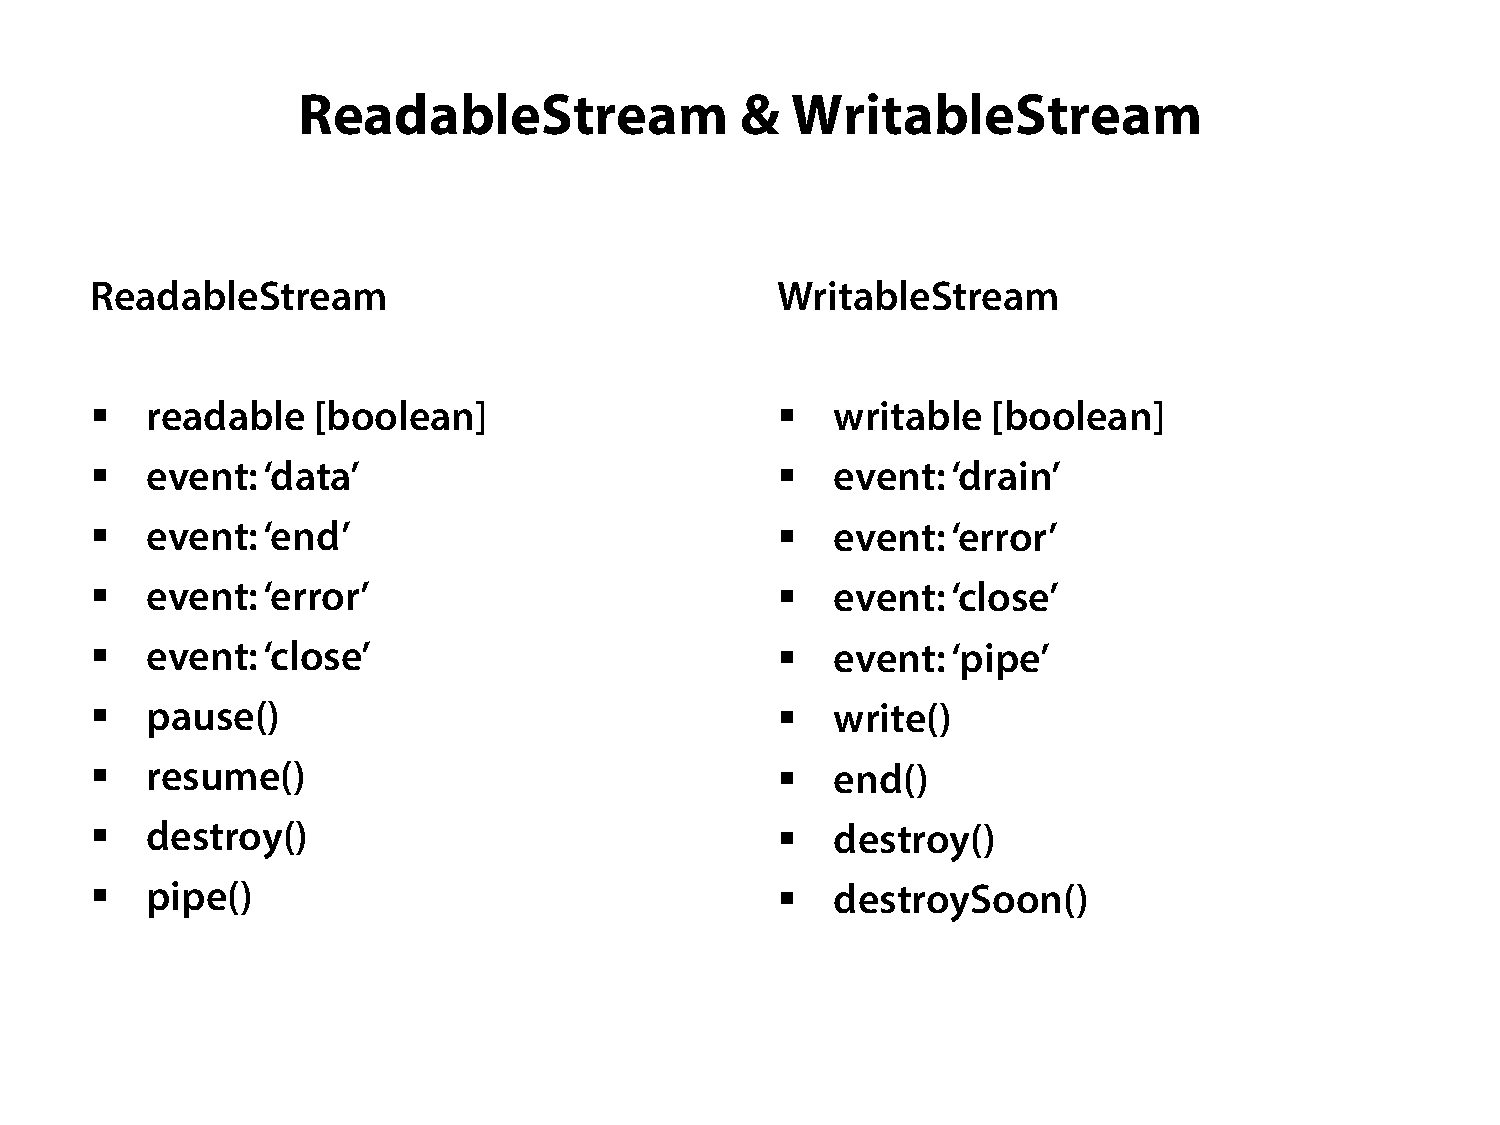 ReadableStream & WritableStream
ReadableStream
▪ readable [boolean]
▪ event: ‘data’
▪ event: ‘end’
▪ event: ‘error’
▪ event: ‘close’
▪ pause()
▪ resume()
▪ destroy()
▪ pipe()
WritableStream
▪ writable [boolean]
▪ event: ‘drain’
▪ event: ‘error’
▪ event: ‘close’
▪ event: ‘pipe’
▪ write()
▪ end()
▪ destroy()
▪ destroySoon()